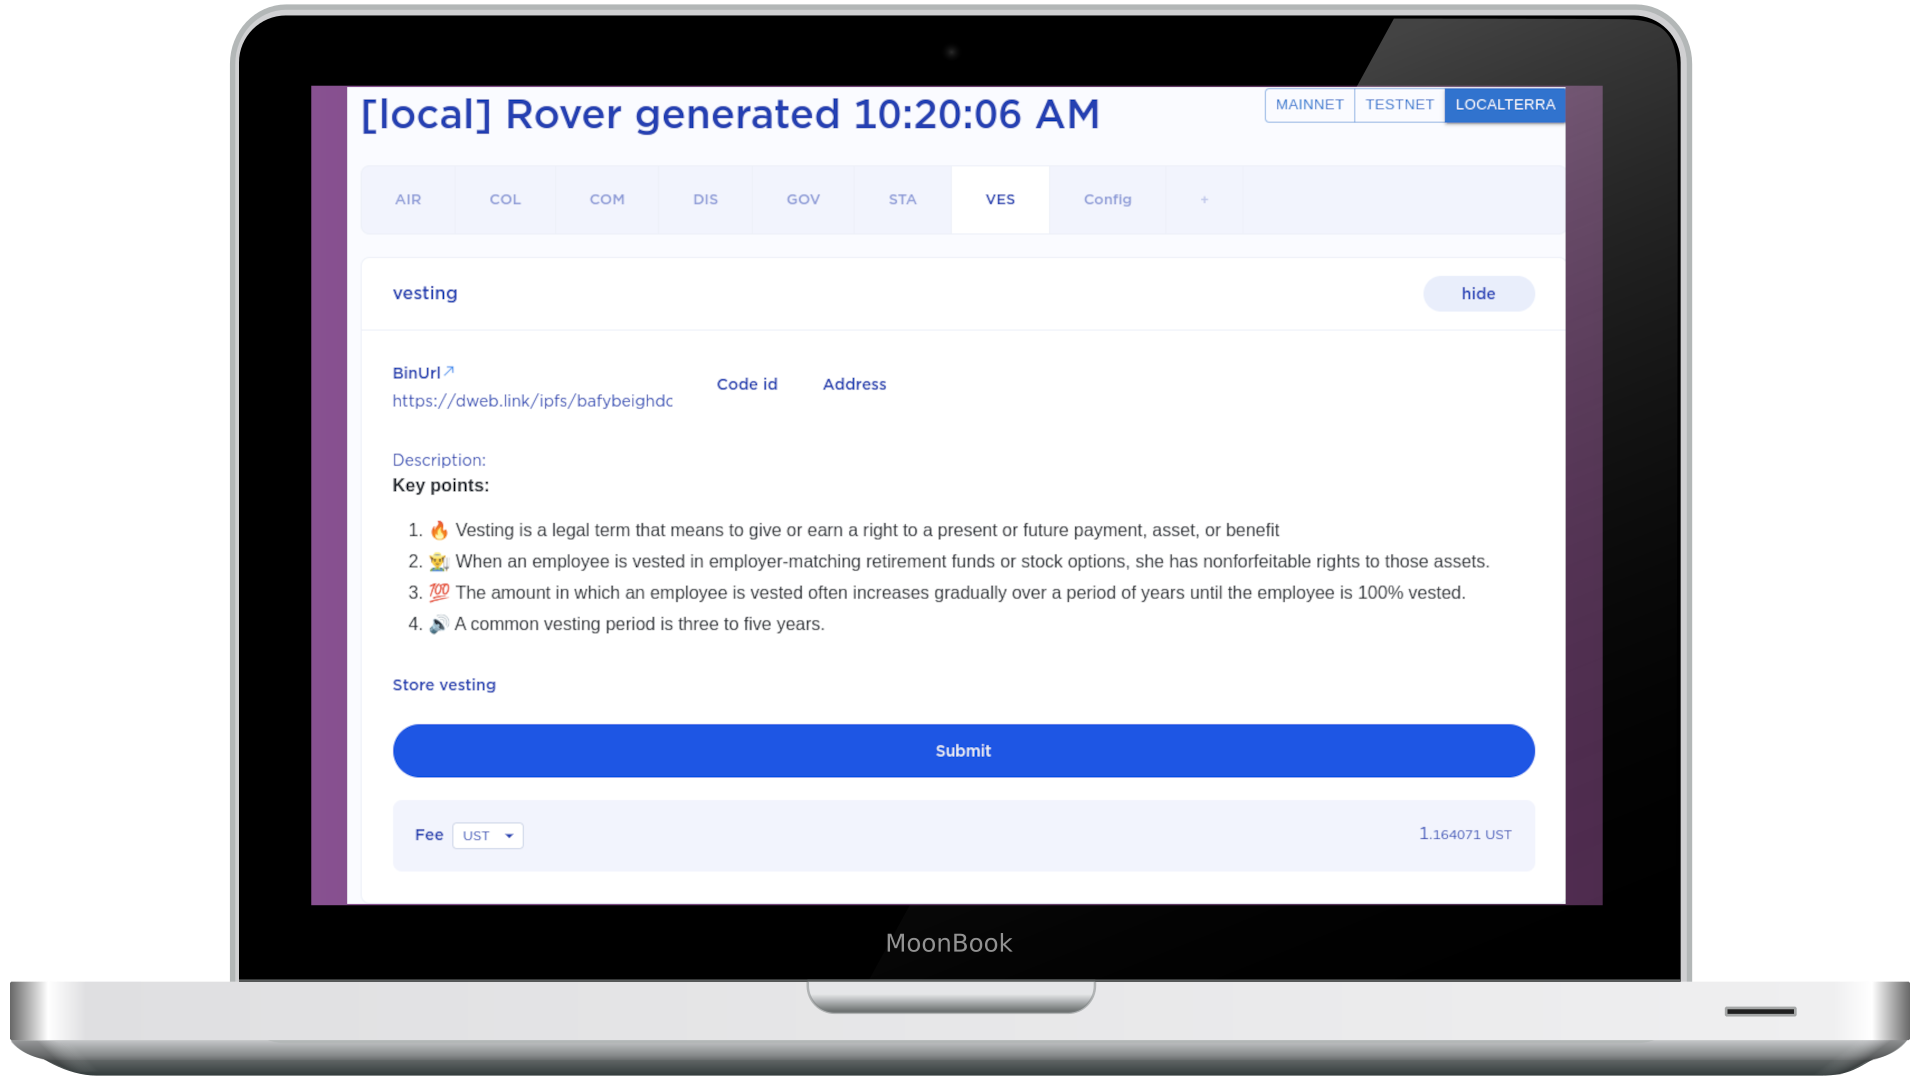 [local] Rover generated 10:20:06 AM
MAINNET TESTNET LOCALTERRA
AIR COL COM DIS GOV STA VES Config +
vesting
hide
BinUrl↗
https://dweb.link/ipfs/bafybeighdc
Code id Address
Description:
Key points:
1. 🔥 Vesting is a legal term that means to give or earn a right to a present or future payment, asset, or benefit
2. 👨‍🌾 When an employee is vested in employer-matching retirement funds or stock options, she has nonforfeitable rights to those assets.
3. 💯 The amount in which an employee is vested often increases gradually over a period of years until the employee is 100% vested.
4. 🔊 A common vesting period is three to five years.
Store vesting
Submit
Fee UST 1.164071 UST
MoonBook